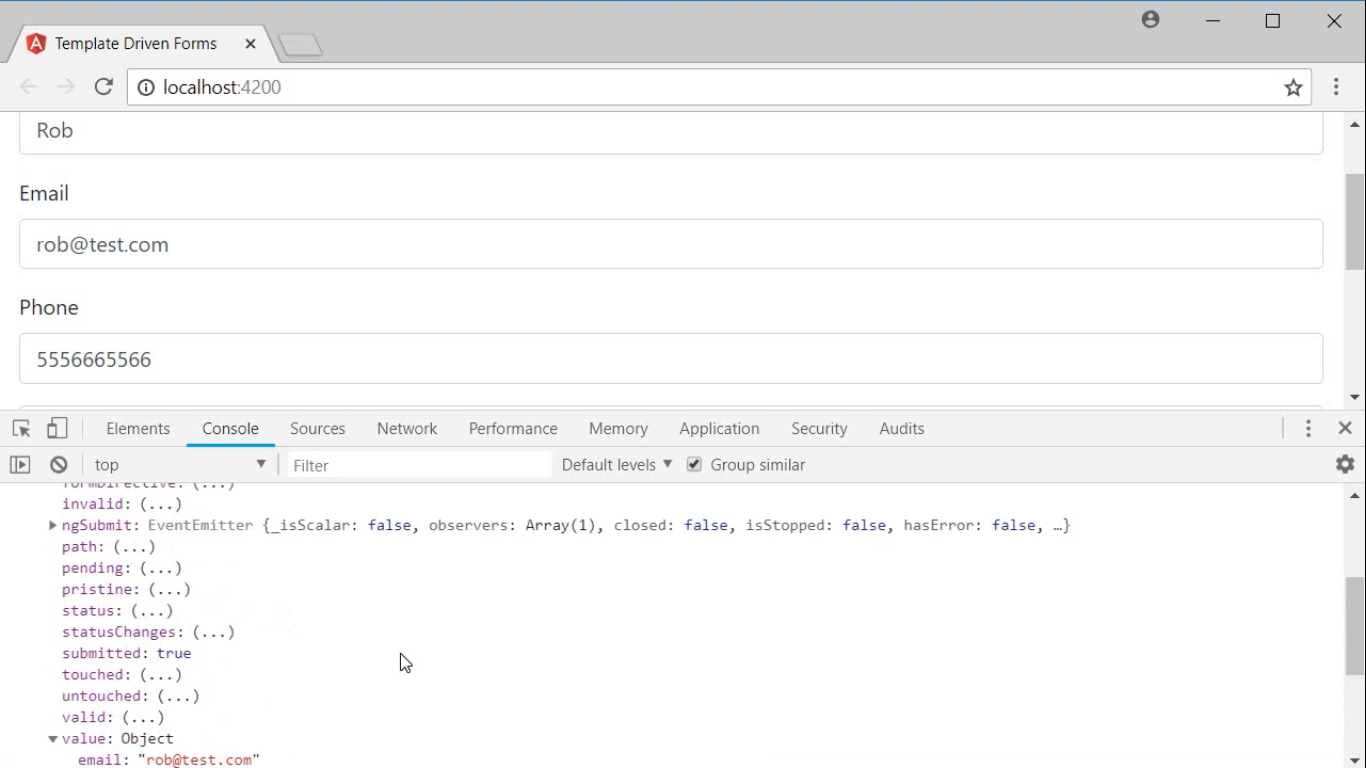 Template Driven Forms
localhost:4200
Rob
Email
rob@test.com
Phone
5556665566
Elements Console Sources Network Performance Memory Application Security Audits
top Filter Default levels Group similar
formDirective: (...)
invalid: (...)
ngSubmit: EventEmitter {_isScalar: false, observers: Array(1), closed: false, isStopped: false, hasError: false, …}
path: (...)
pending: (...)
pristine: (...)
status: (...)
statusChanges: (...)
submitted: true
touched: (...)
untouched: (...)
valid: (...)
value: Object
email: "rob@test.com"